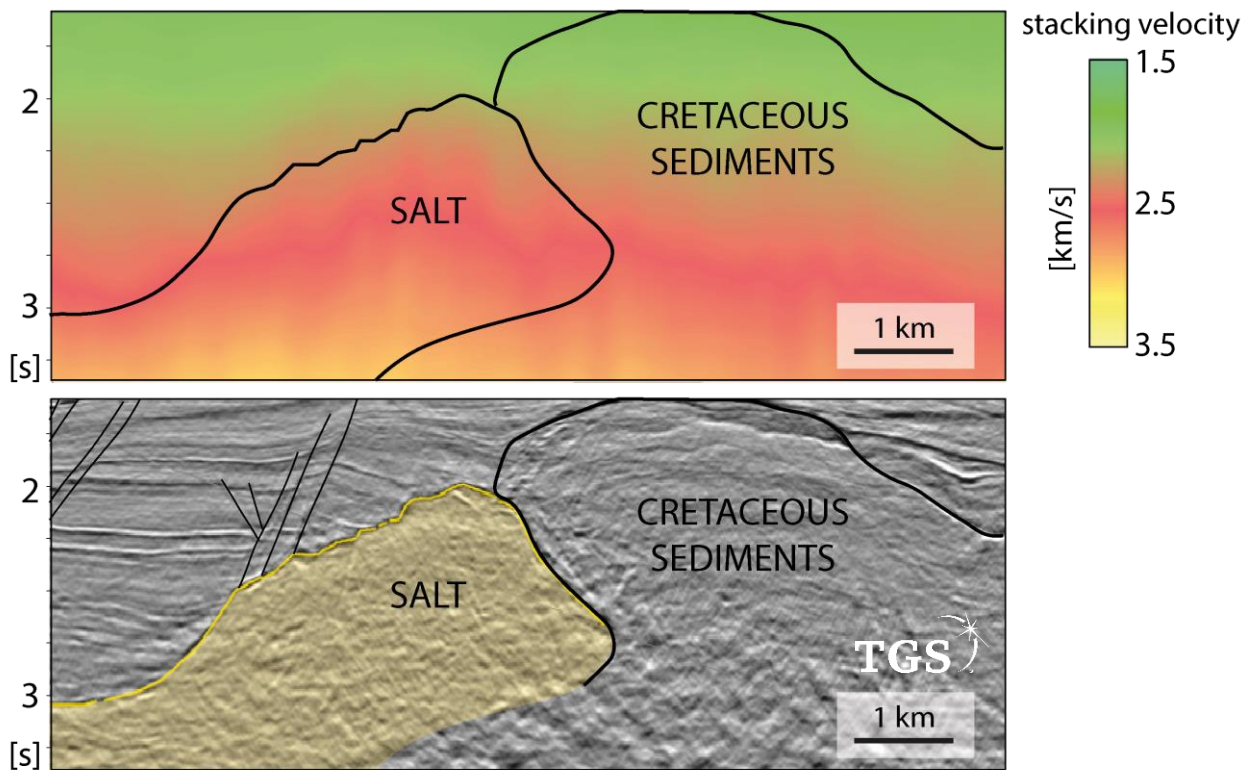 stacking velocity
1.5
2.5
3.5
[km/s]
2
3
[s]
CRETACEOUS
SEDIMENTS
SALT
1 km
2
3
[s]
CRETACEOUS
SEDIMENTS
SALT
TGS
1 km